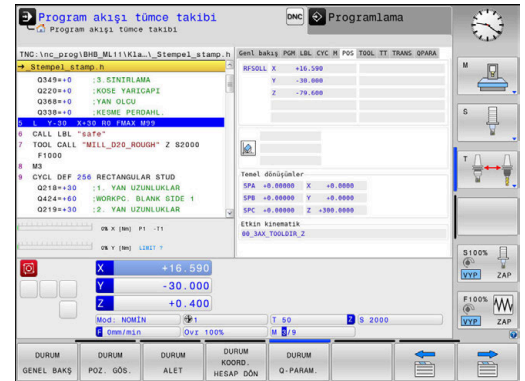 Program akışı tümce takibi
Program akışı tümce takibi
DNC
Programlama
TNC:\nc_prog\BHB_ML11\Kla…\_Stempel_stamp.h
→_Stempel_stamp.h
Q349=+0 ;3.SINIRLAMA
Q220=+0 ;KOSE YARICAPI
Q368=+0 ;YAN OLCU
Q338=+0 ;KESME PERDAHL.
5 L Y-30 X+30 R0 FMAX M99
6 CALL LBL "safe"
7 TOOL CALL "MILL_D20_ROUGH" Z S2000
F1000
8 M3
9 CYCL DEF 256 RECTANGULAR STUD
Q218=+30 ;1. YAN UZUNLUKLAR
Q424=+60 ;WORKPC. BLANK SIDE 1
Q219=+30 ;2. YAN UZUNLUKLAR
0% X [Nm] P1 -T1
0% Y [Nm] LIMIT ?
Genl bakış PGM LBL CYC M POS TOOL TT TRANS QPARA
RFSOLL X +16.590
Y -30.000
Z -79.600
Temel dönüşümler
SPA +0.00000 X +0.0000
SPB +0.00000 Y +0.0000
SPC +0.00000 Z +300.0000
Etkin kinematik
00_3AX_TOOLDIR_Z
X +16.590
Y -30.000
Z +0.400
Mod: NOMİN 1 T 50 Z S 2000
F 0mm/min Ovr 100% M 3/9
M
S
T
S100%
VYP ZAP
F100%
VYP ZAP
DURUM
GENEL BAKŞ
DURUM
POZ. GÖS.
DURUM
ALET
DURUM
KOORD.
HESAP DÖN
DURUM
Q-PARAM.